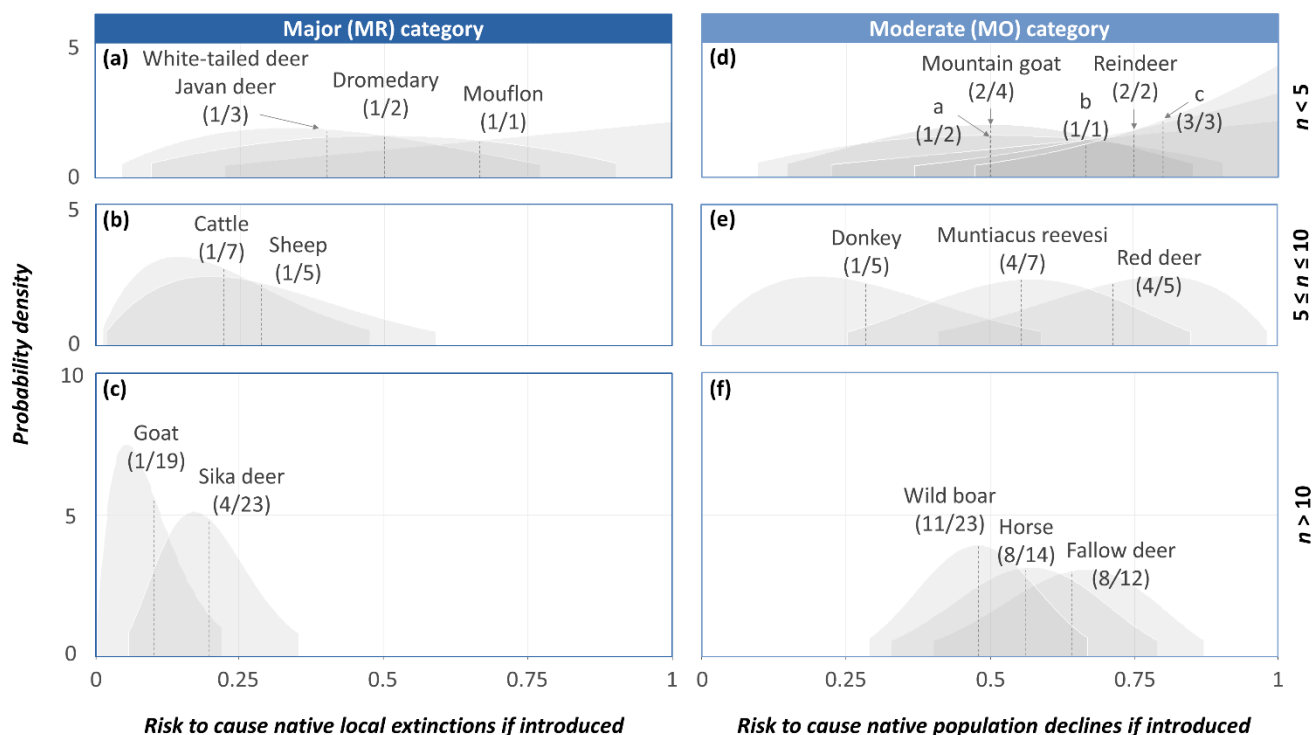 Major (MR) category
Moderate (MO) category
5
0
(a)
White-tailed deer
Javan deer
(1/3)
Dromedary
(1/2)
Mouflon
(1/1)
(d)
Mountain goat
(2/4)
Reindeer
(2/2)
a
(1/2)
b
(1/1)
c
(3/3)
n < 5
5
0
(b)
Cattle
(1/7)
Sheep
(1/5)
(e)
Donkey
(1/5)
Muntiacus reevesi
(4/7)
Red deer
(4/5)
5 ≤ n ≤ 10
Probability density
10
5
0
(c)
Goat
(1/19)
Sika deer
(4/23)
(f)
Wild boar
(11/23)
Horse
(8/14)
Fallow deer
(8/12)
n > 10
0 0.25 0.5 0.75 1
0 0.25 0.5 0.75 1
Risk to cause native local extinctions if introduced
Risk to cause native population declines if introduced